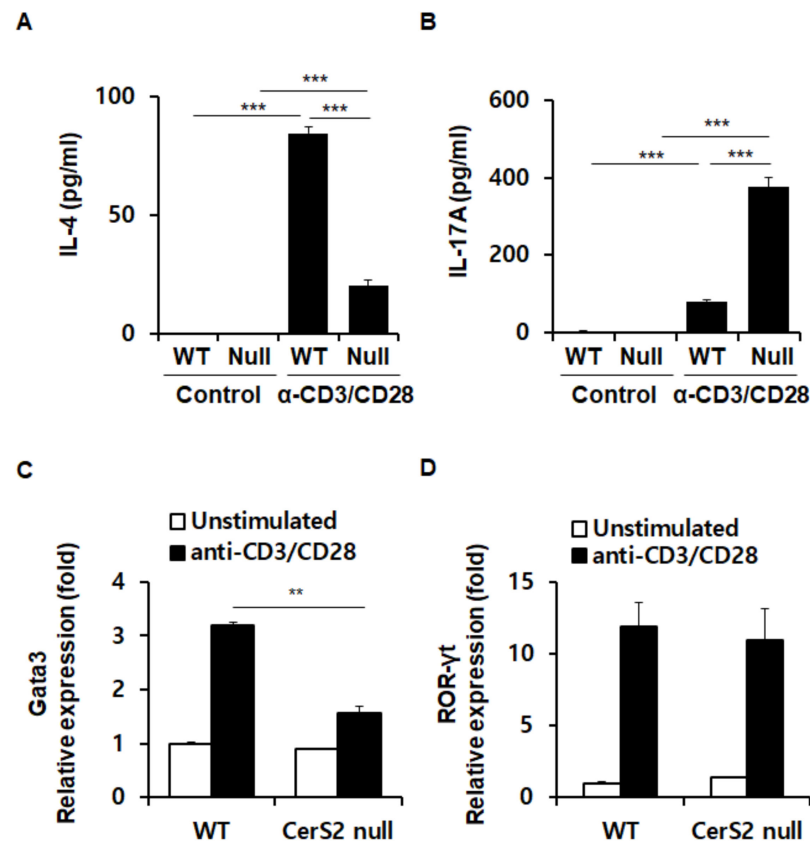 A
IL-4 (pg/ml)
100
50
0
***
***
***
WT Null WT Null
Control α-CD3/CD28
B
IL-17A (pg/ml)
600
400
200
0
***
***
***
WT Null WT Null
Control α-CD3/CD28
C
Unstimulated
anti-CD3/CD28
Gata3
Relative expression (fold)
4
3
2
1
0
**
WT CerS2 null
D
Unstimulated
anti-CD3/CD28
ROR-γt
Relative expression (fold)
15
10
5
0
WT CerS2 null